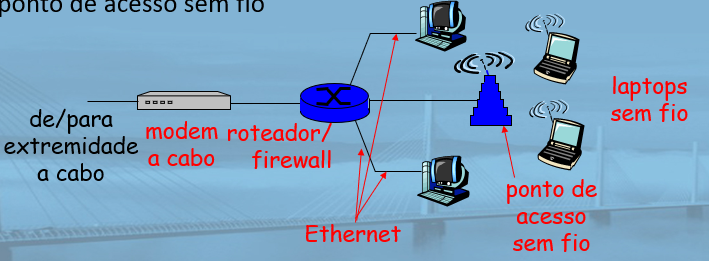 ponto de acesso sem fio
de/para
extremidade
a cabo
modem
a cabo
roteador/
firewall
Ethernet
laptops
sem fio
ponto de
acesso
sem fio